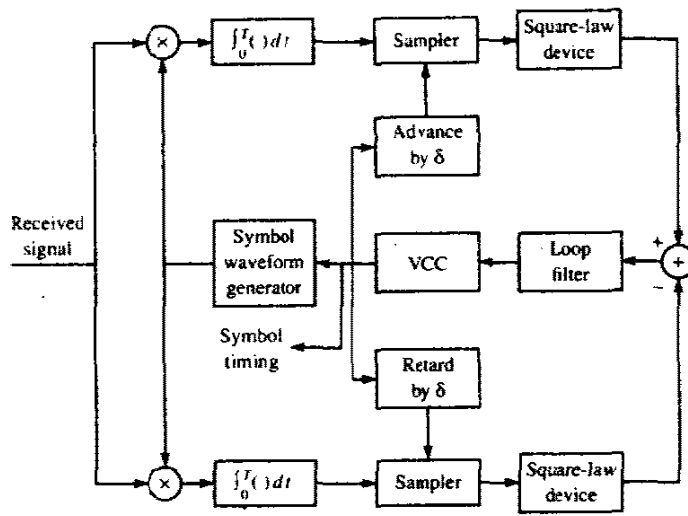 × ∫₀ᵀ( ) dt Sampler Square-law
device
Advance
by δ
Received
signal
Symbol
waveform
generator
VCC
Loop
filter
+
+
−
Symbol
timing
Retard
by δ
× ∫₀ᵀ( ) dt Sampler Square-law
device